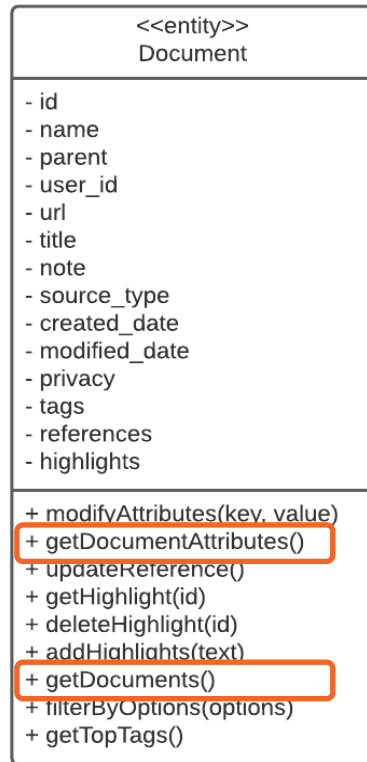 <<entity>>
Document
- id
- name
- parent
- user_id
- url
- title
- note
- source_type
- created_date
- modified_date
- privacy
- tags
- references
- highlights
+ modifyAttributes(key, value)
+ getDocumentAttributes()
+ updateReference()
+ getHighlight(id)
+ deleteHighlight(id)
+ addHighlights(text)
+ getDocuments()
+ filterByOptions(options)
+ getTopTags()